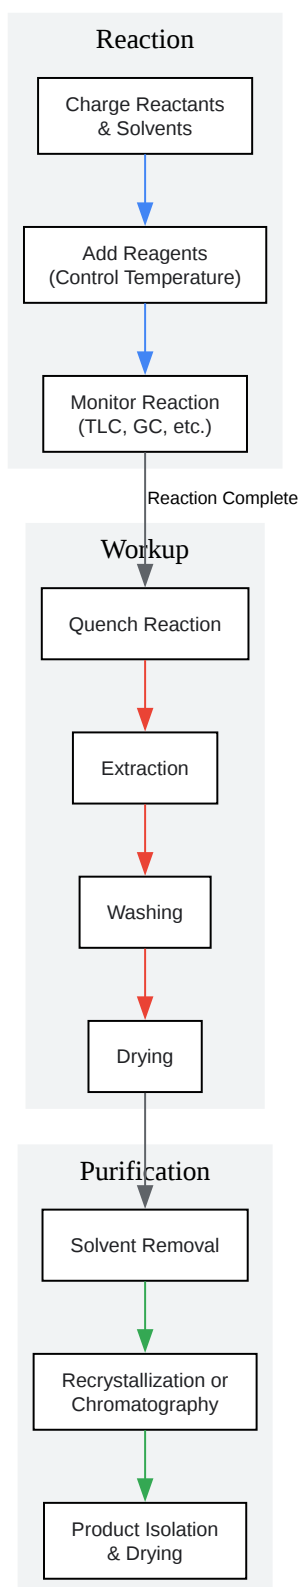 Reaction
Charge Reactants
& Solvents
Add Reagents
(Control Temperature)
Monitor Reaction
(TLC, GC, etc.)
Reaction Complete
Workup
Quench Reaction
Extraction
Washing
Drying
Purification
Solvent Removal
Recrystallization or
Chromatography
Product Isolation
& Drying